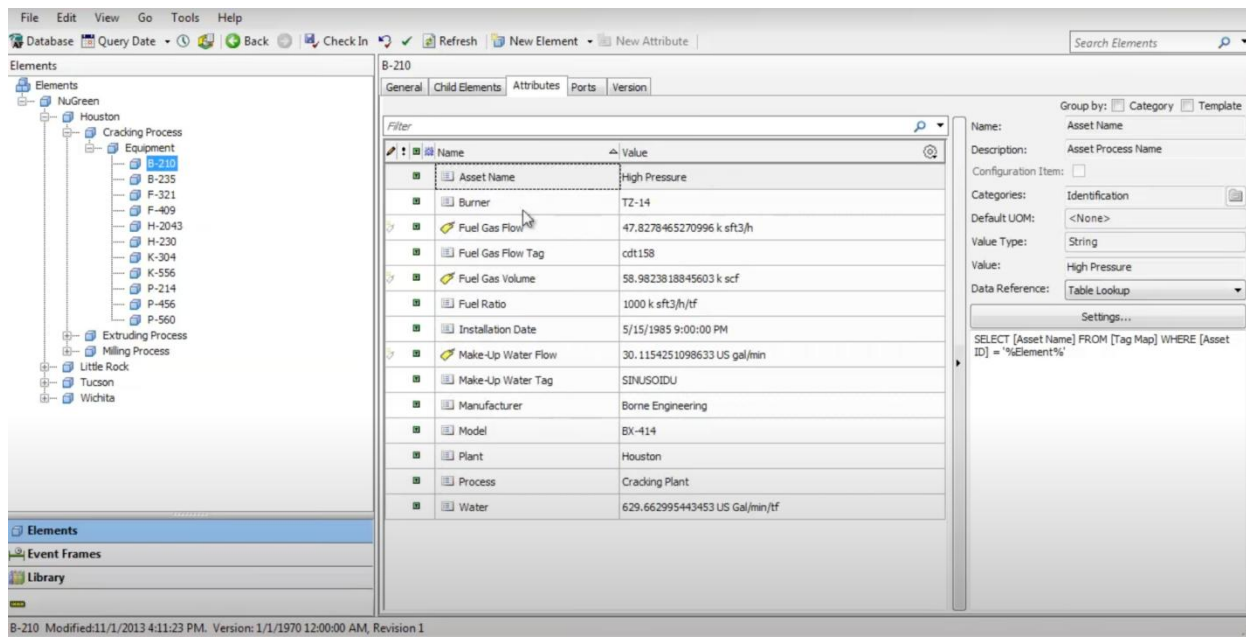 File Edit View Go Tools Help
Database Query Date Back Check In Refresh New Element New Attribute
Search Elements
Elements
Elements
NuGreen
Houston
Cracking Process
Equipment
B-210
B-235
F-321
F-409
H-2043
H-230
K-304
K-556
P-214
P-456
P-560
Extruding Process
Milling Process
Little Rock
Tucson
Wichita
Elements
Event Frames
Library
B-210
General Child Elements Attributes Ports Version
Group by: Category Template
Filter
Name Value
Asset Name High Pressure
Burner TZ-14
Fuel Gas Flow 47.8278465270996 k sft3/h
Fuel Gas Flow Tag cdt158
Fuel Gas Volume 58.9823818845603 k scf
Fuel Ratio 1000 k sft3/h/tf
Installation Date 5/15/1985 9:00:00 PM
Make-Up Water Flow 30.1154251098633 US gal/min
Make-Up Water Tag SINUSOIDU
Manufacturer Borne Engineering
Model BX-414
Plant Houston
Process Cracking Plant
Water 629.662995443453 US Gal/min/tf
Name: Asset Name
Description: Asset Process Name
Configuration Item:
Categories: Identification
Default UOM: <None>
Value Type: String
Value: High Pressure
Data Reference: Table Lookup
Settings...
SELECT [Asset Name] FROM [Tag Map] WHERE [Asset
ID] = '%Element%'
B-210 Modified:11/1/2013 4:11:23 PM. Version: 1/1/1970 12:00:00 AM, Revision 1